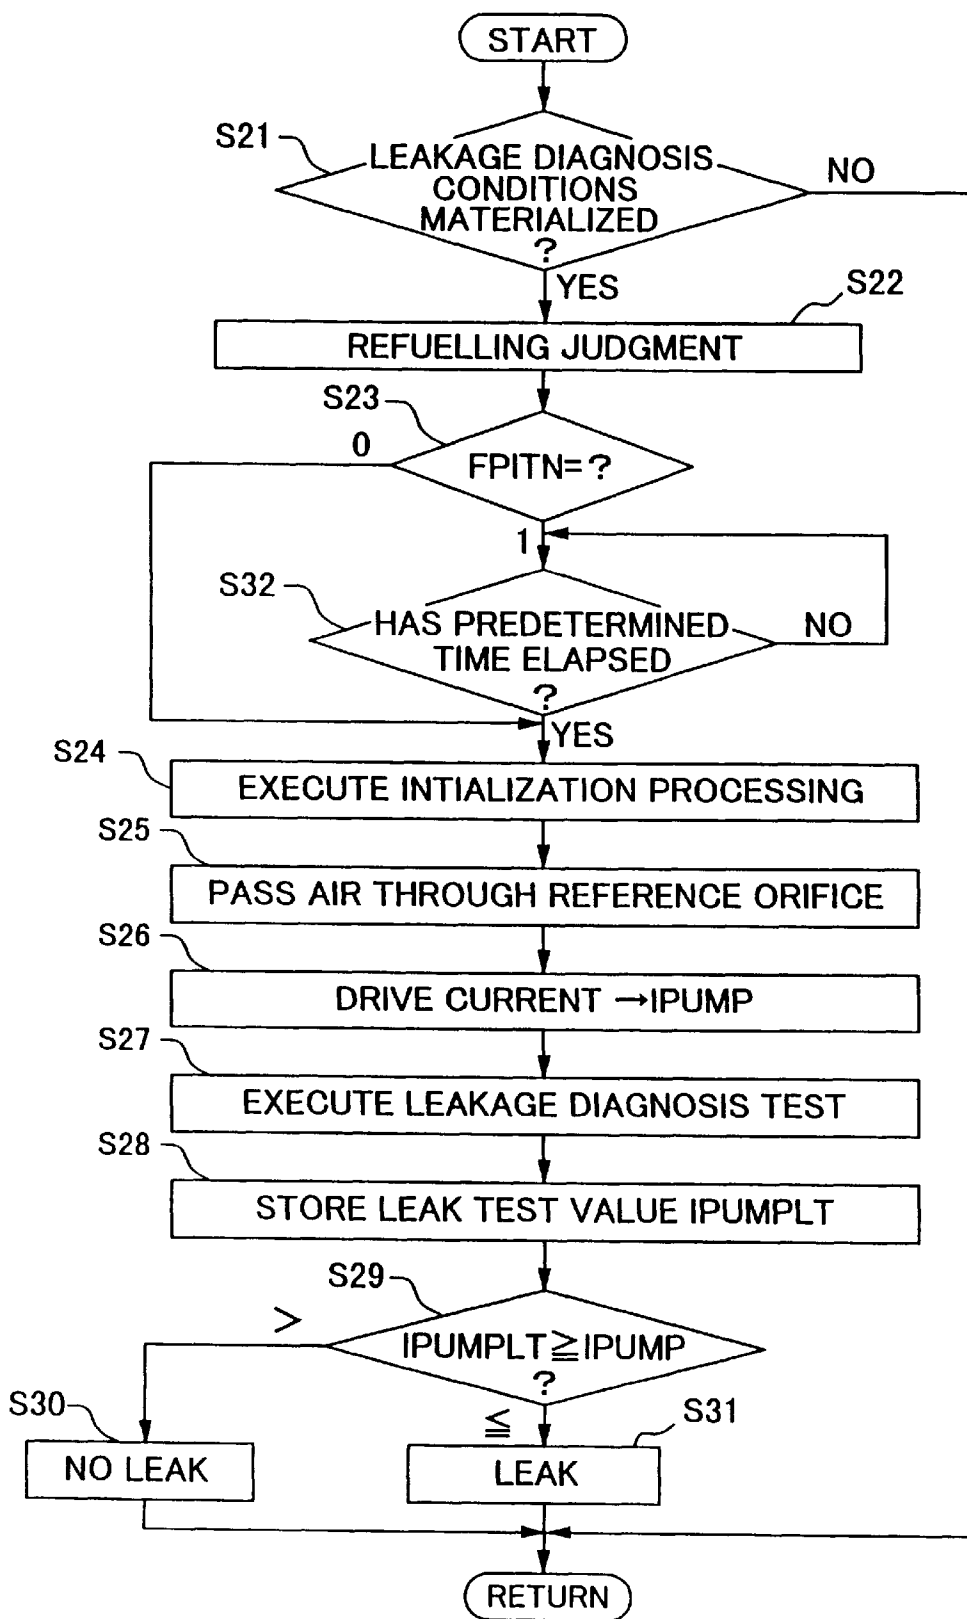 START
S21
LEAKAGE DIAGNOSIS
CONDITIONS
MATERIALIZED
?
NO
YES
S22
REFUELLING JUDGMENT
S23
0
FPITN=?
1
S32
HAS PREDETERMINED
TIME ELAPSED
?
NO
YES
S24
EXECUTE INTIALIZATION PROCESSING
S25
PASS AIR THROUGH REFERENCE ORIFICE
S26
DRIVE CURRENT →IPUMP
S27
EXECUTE LEAKAGE DIAGNOSIS TEST
S28
STORE LEAK TEST VALUE IPUMPLT
S29
>
IPUMPLT≧IPUMP
?
≦
S30
NO LEAK
S31
LEAK
RETURN